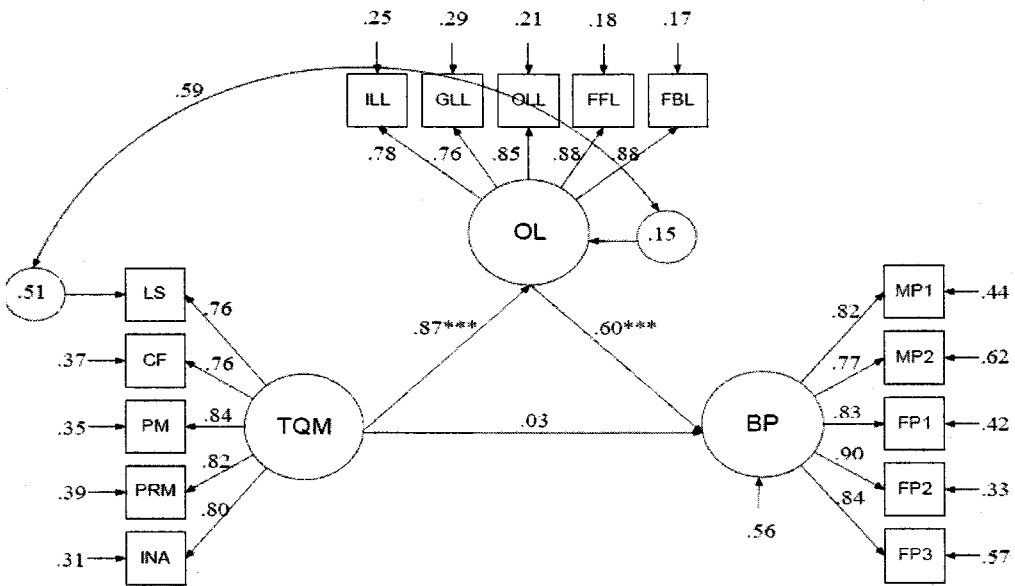 .25 .29 .21 .18 .17
.59
ILL GLL OLL FFL FBL
.78 .76 .85 .88 .88
OL .15
.51 LS .76
.87*** .60***
.82 MP1 .44
.37 CF .76
.77 MP2 .62
.35 PM .84 TQM .03 BP .83 FP1 .42
.39 PRM .82
.90 FP2 .33
.31 INA .80
.56
.84 FP3 .57